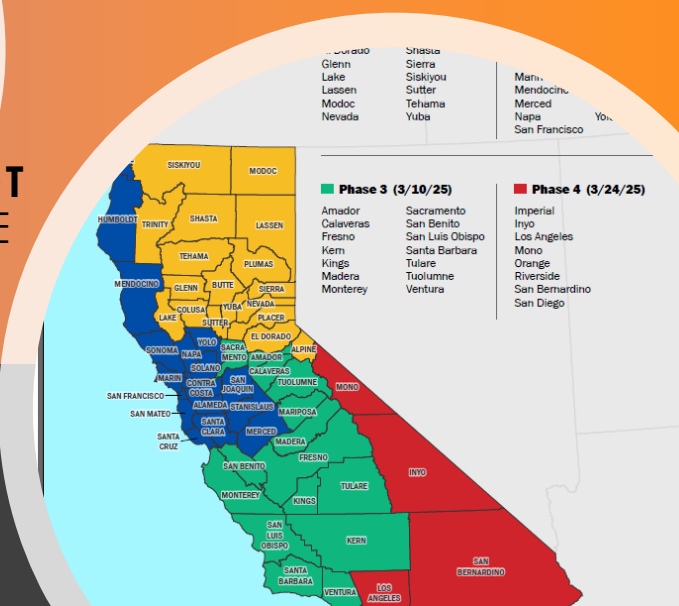 T
E
Shasta
Glenn
Sierra
Lake
Siskiyou
Lassen
Sutter
Modoc
Tehama
Nevada
Yuba
Mendocino
Merced
Napa
San Francisco
Phase 3 (3/10/25)
Amador
Sacramento
Calaveras
San Benito
Fresno
San Luis Obispo
Kern
Santa Barbara
Kings
Tulare
Madera
Tuolumne
Monterey
Ventura
Phase 4 (3/24/25)
Imperial
Inyo
Los Angeles
Mono
Orange
Riverside
San Bernardino
San Diego
SISKIYOU
MODOC
HUMBOLDT
TRINITY
SHASTA
LASSEN
TEHAMA
PLUMAS
MENDOCINO
GLENN
BUTTE
SIERRA
LAKE
COLUSA
SUTTER
YUBA
NEVADA
PLACER
EL DORADO
SONOMA
NAPA
YOLO
SACRA
MENTO
AMADOR
ALPINE
SOLANO
CALAVERAS
MARIN
CONTRA
COSTA
SAN
JOAQUIN
TUOLUMNE
MONO
SAN FRANCISCO
ALAMEDA
STANISLAUS
MARIPOSA
SAN MATEO
SANTA
CLARA
MERCED
SANTA
CRUZ
MADERA
FRESNO
SAN BENITO
INYO
MONTEREY
KINGS
TULARE
SAN
LUIS
OBISPO
KERN
SAN
BERNARDINO
SANTA
BARBARA
VENTURA
LOS
ANGELES